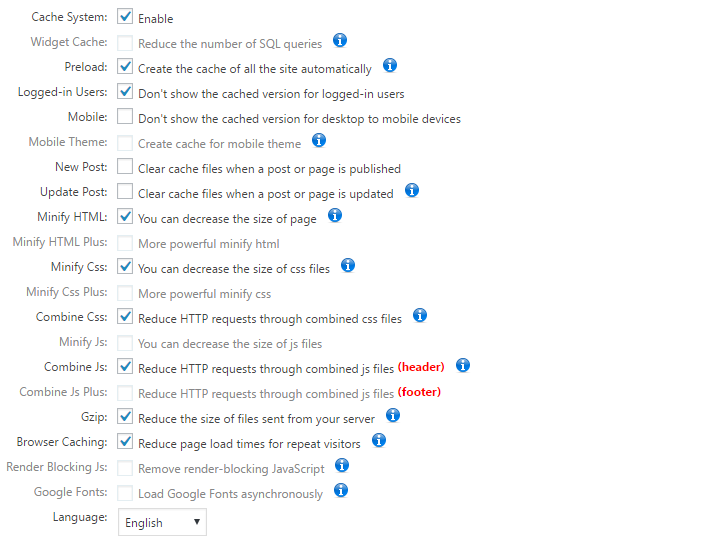 Cache System: Enable
Widget Cache: Reduce the number of SQL queries
Preload: Create the cache of all the site automatically
Logged-in Users: Don't show the cached version for logged-in users
Mobile: Don't show the cached version for desktop to mobile devices
Mobile Theme: Create cache for mobile theme
New Post: Clear cache files when a post or page is published
Update Post: Clear cache files when a post or page is updated
Minify HTML: You can decrease the size of page
Minify HTML Plus: More powerful minify html
Minify Css: You can decrease the size of css files
Minify Css Plus: More powerful minify css
Combine Css: Reduce HTTP requests through combined css files
Minify Js: You can decrease the size of js files
Combine Js: Reduce HTTP requests through combined js files (header)
Combine Js Plus: Reduce HTTP requests through combined js files (footer)
Gzip: Reduce the size of files sent from your server
Browser Caching: Reduce page load times for repeat visitors
Render Blocking Js: Remove render-blocking JavaScript
Google Fonts: Load Google Fonts asynchronously
Language: English